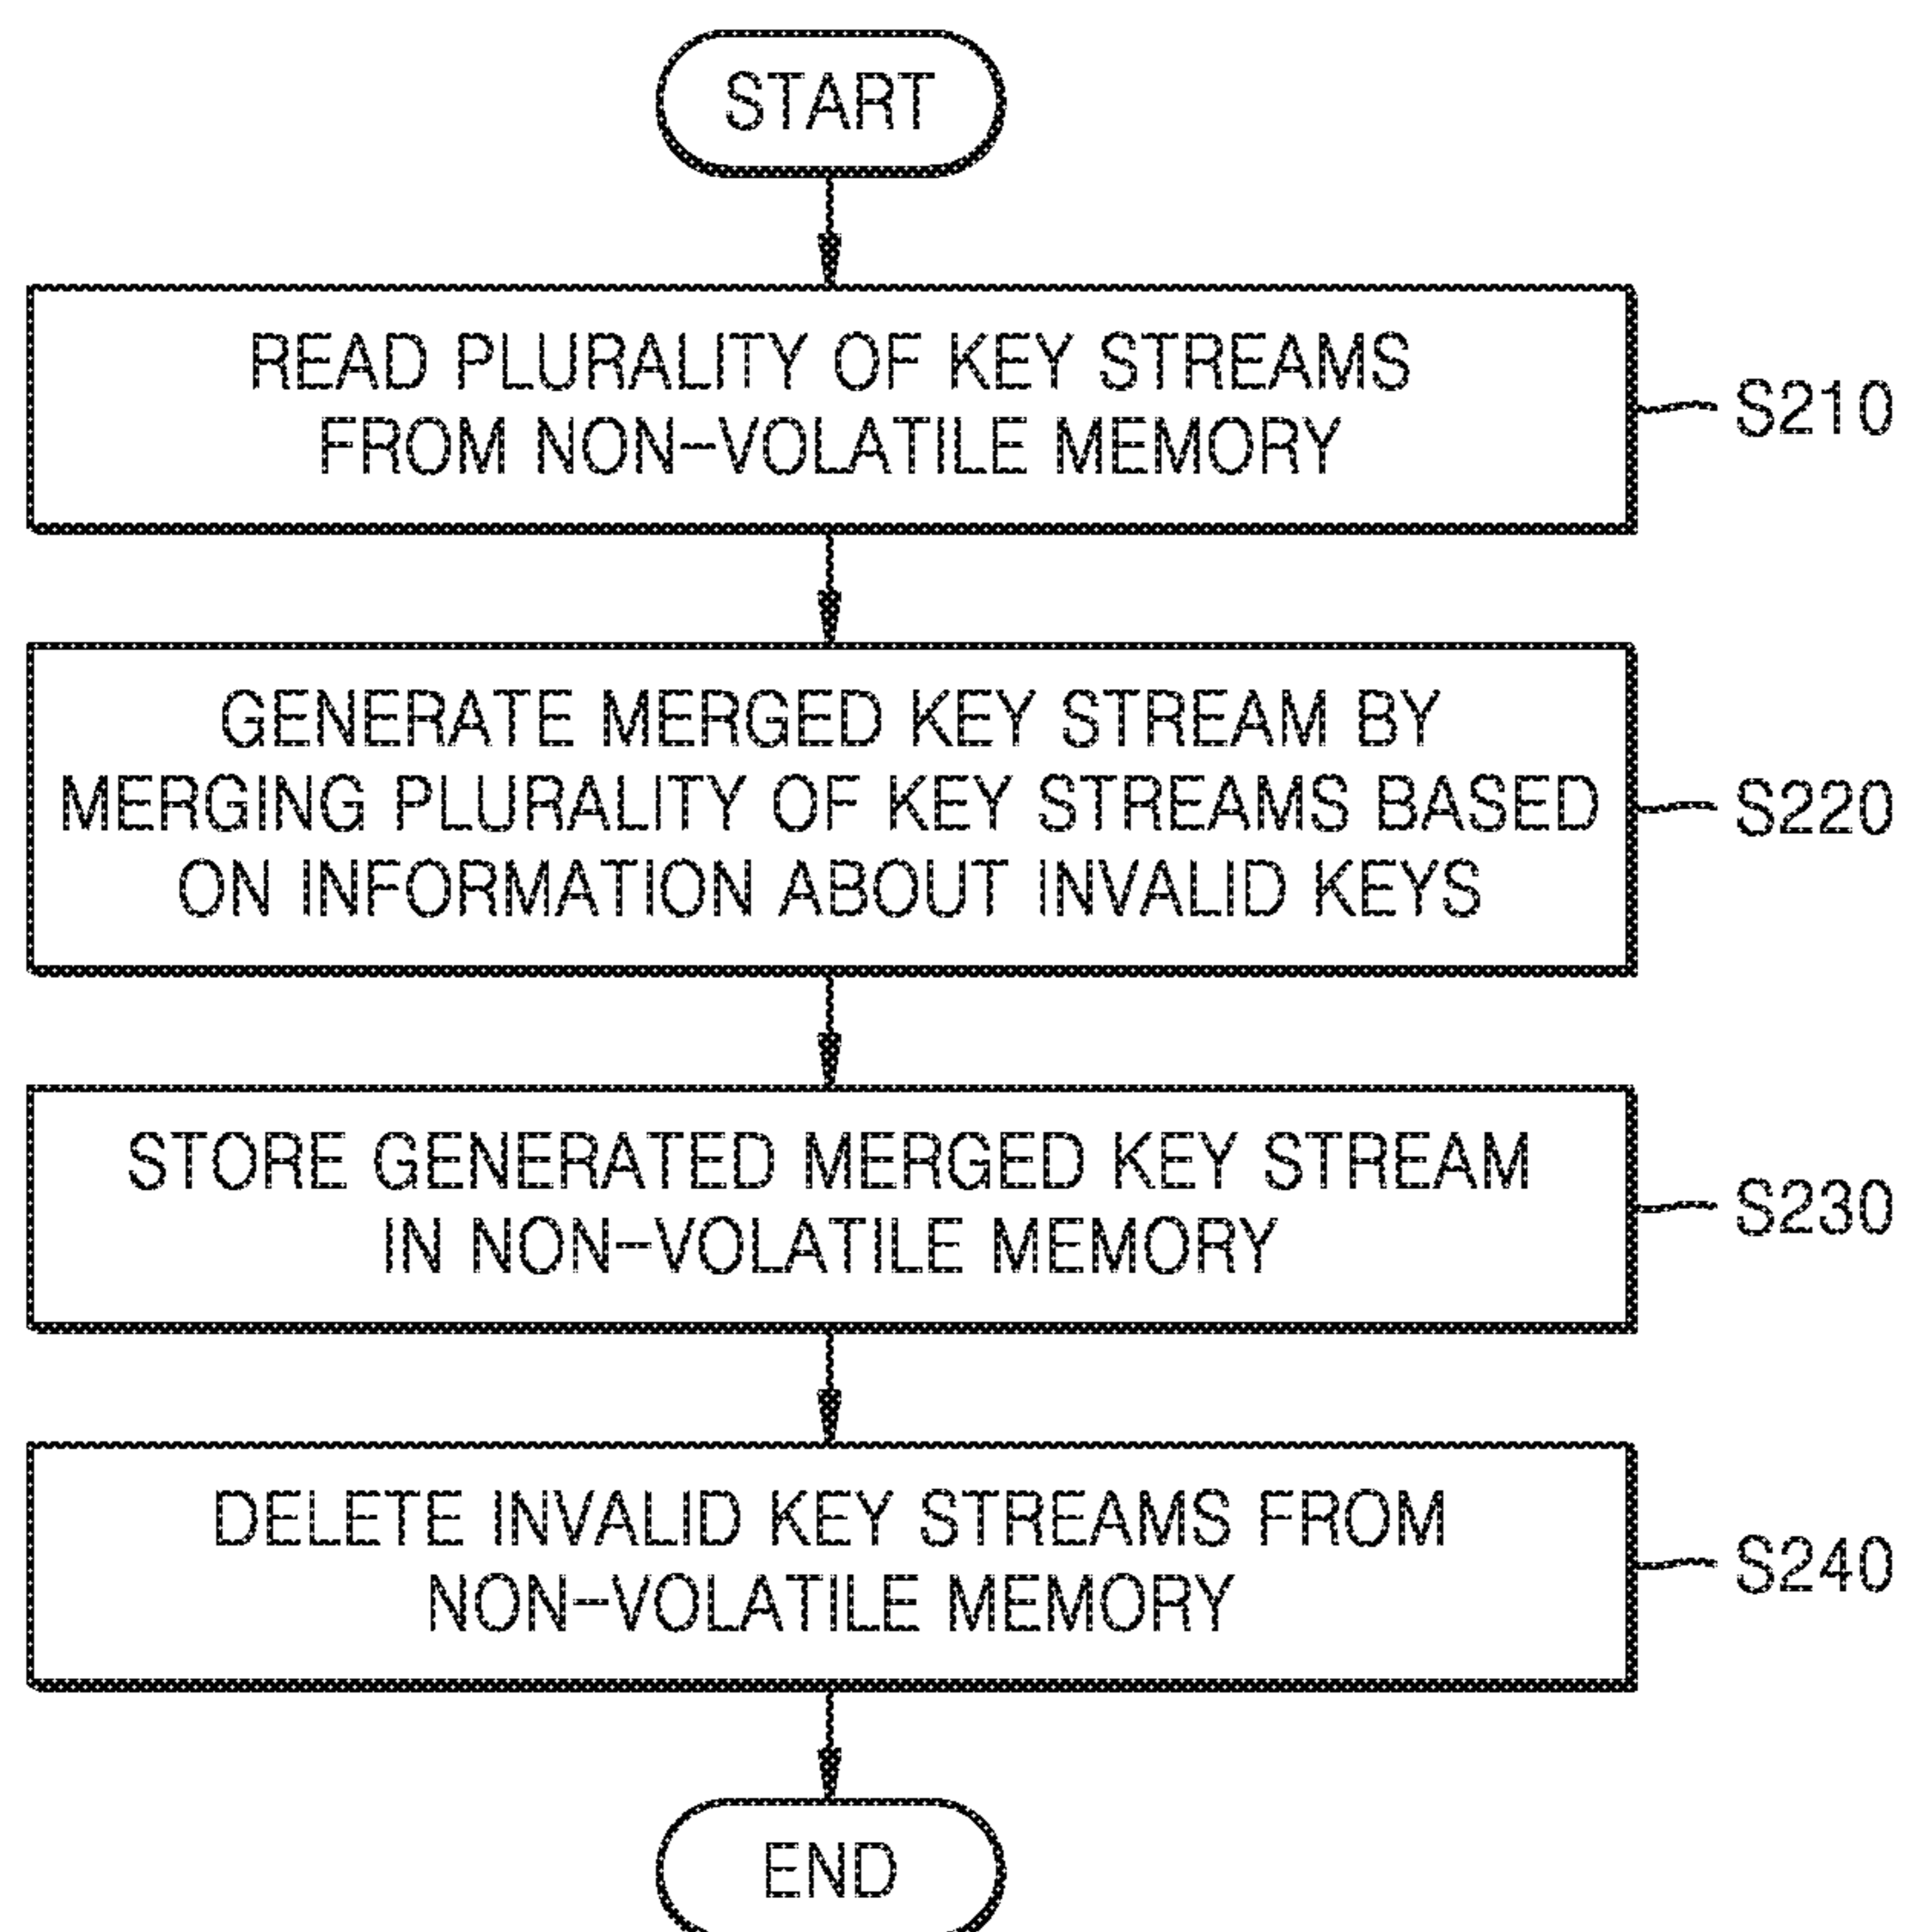 START
READ PLURALITY OF KEY STREAMS
FROM NON-VOLATILE MEMORY
S210
GENERATE MERGED KEY STREAM BY
MERGING PLURALITY OF KEY STREAMS BASED
ON INFORMATION ABOUT INVALID KEYS
S220
STORE GENERATED MERGED KEY STREAM
IN NON-VOLATILE MEMORY
S230
DELETE INVALID KEY STREAMS FROM
NON-VOLATILE MEMORY
S240
END